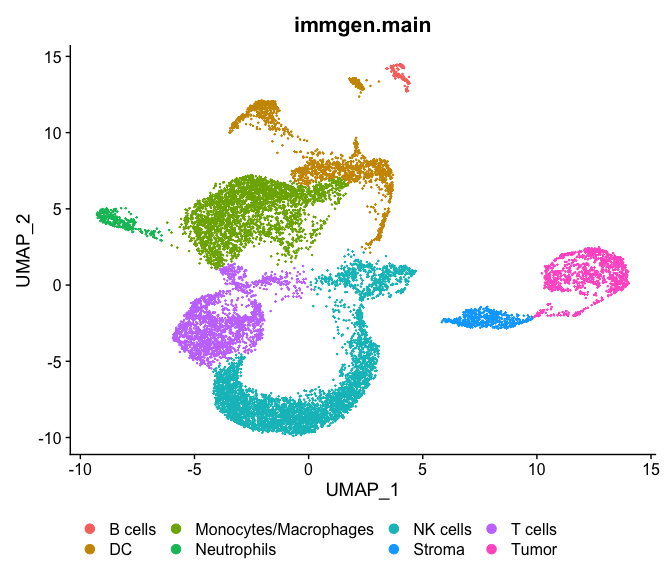 immgen.main
15
10
5
0
-5
-10
UMAP_2
-10 -5 0 5 10 15
UMAP_1
B cells Monocytes/Macrophages NK cells T cells
DC Neutrophils Stroma Tumor